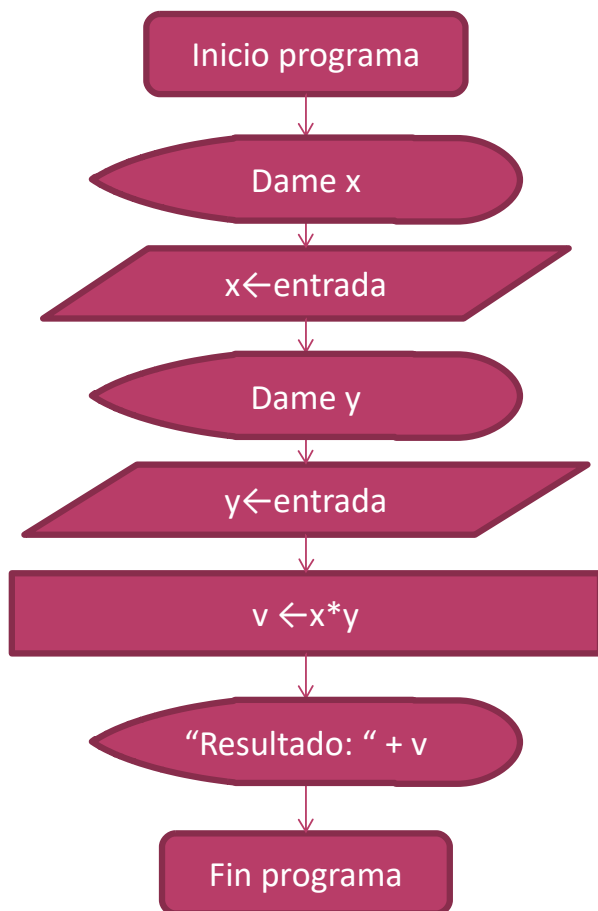 Inicio programa
Dame x
x←entrada
Dame y
y←entrada
v ←x*y
“Resultado: “ + v
Fin programa